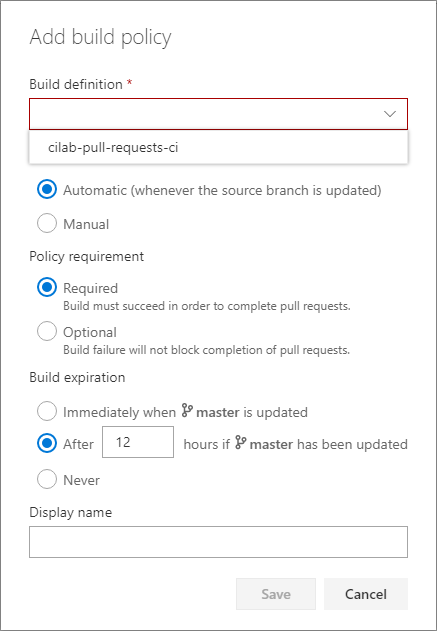 Add build policy
Build definition *
cilab-pull-requests-ci
Automatic (whenever the source branch is updated)
Manual
Policy requirement
Required
Build must succeed in order to complete pull requests.
Optional
Build failure will not block completion of pull requests.
Build expiration
Immediately when master is updated
After 12 hours if master has been updated
Never
Display name
Save Cancel